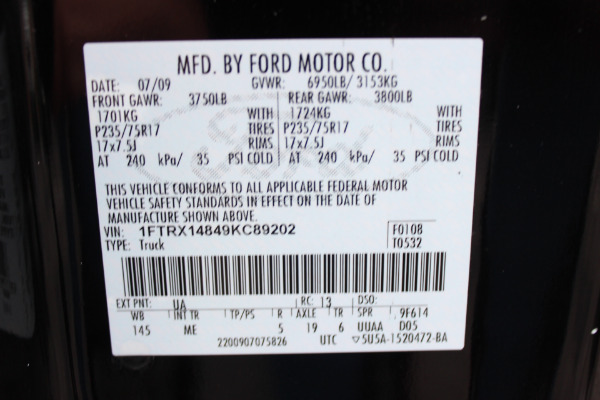 MFD. BY FORD MOTOR CO.
DATE: 07/09 GVWR: 6950LB/ 3153KG
FRONT GAWR: 3750LB REAR GAWR: 3800LB
1701KG WITH 1724KG WITH
P235/75R17 TIRES P235/75R17 TIRES
17x7.5J RIMS 17x7.5J RIMS
AT 240 kPa/ 35 PSI COLD AT 240 kPa/ 35 PSI COLD
THIS VEHICLE CONFORMS TO ALL APPLICABLE FEDERAL MOTOR
VEHICLE SAFETY STANDARDS IN EFFECT ON THE DATE OF
MANUFACTURE SHOWN ABOVE.
VIN: 1FTRX14849KC89202 F0108
TYPE: Truck T0532
EXT PNT: UA RC: 13 DSO:
WB INT TR TP/PS R AXLE TR SPR 9F614
145 ME 5 19 6 UUAA D05
2200907075826 UTC ▽5U5A-1520472-BA
Ford